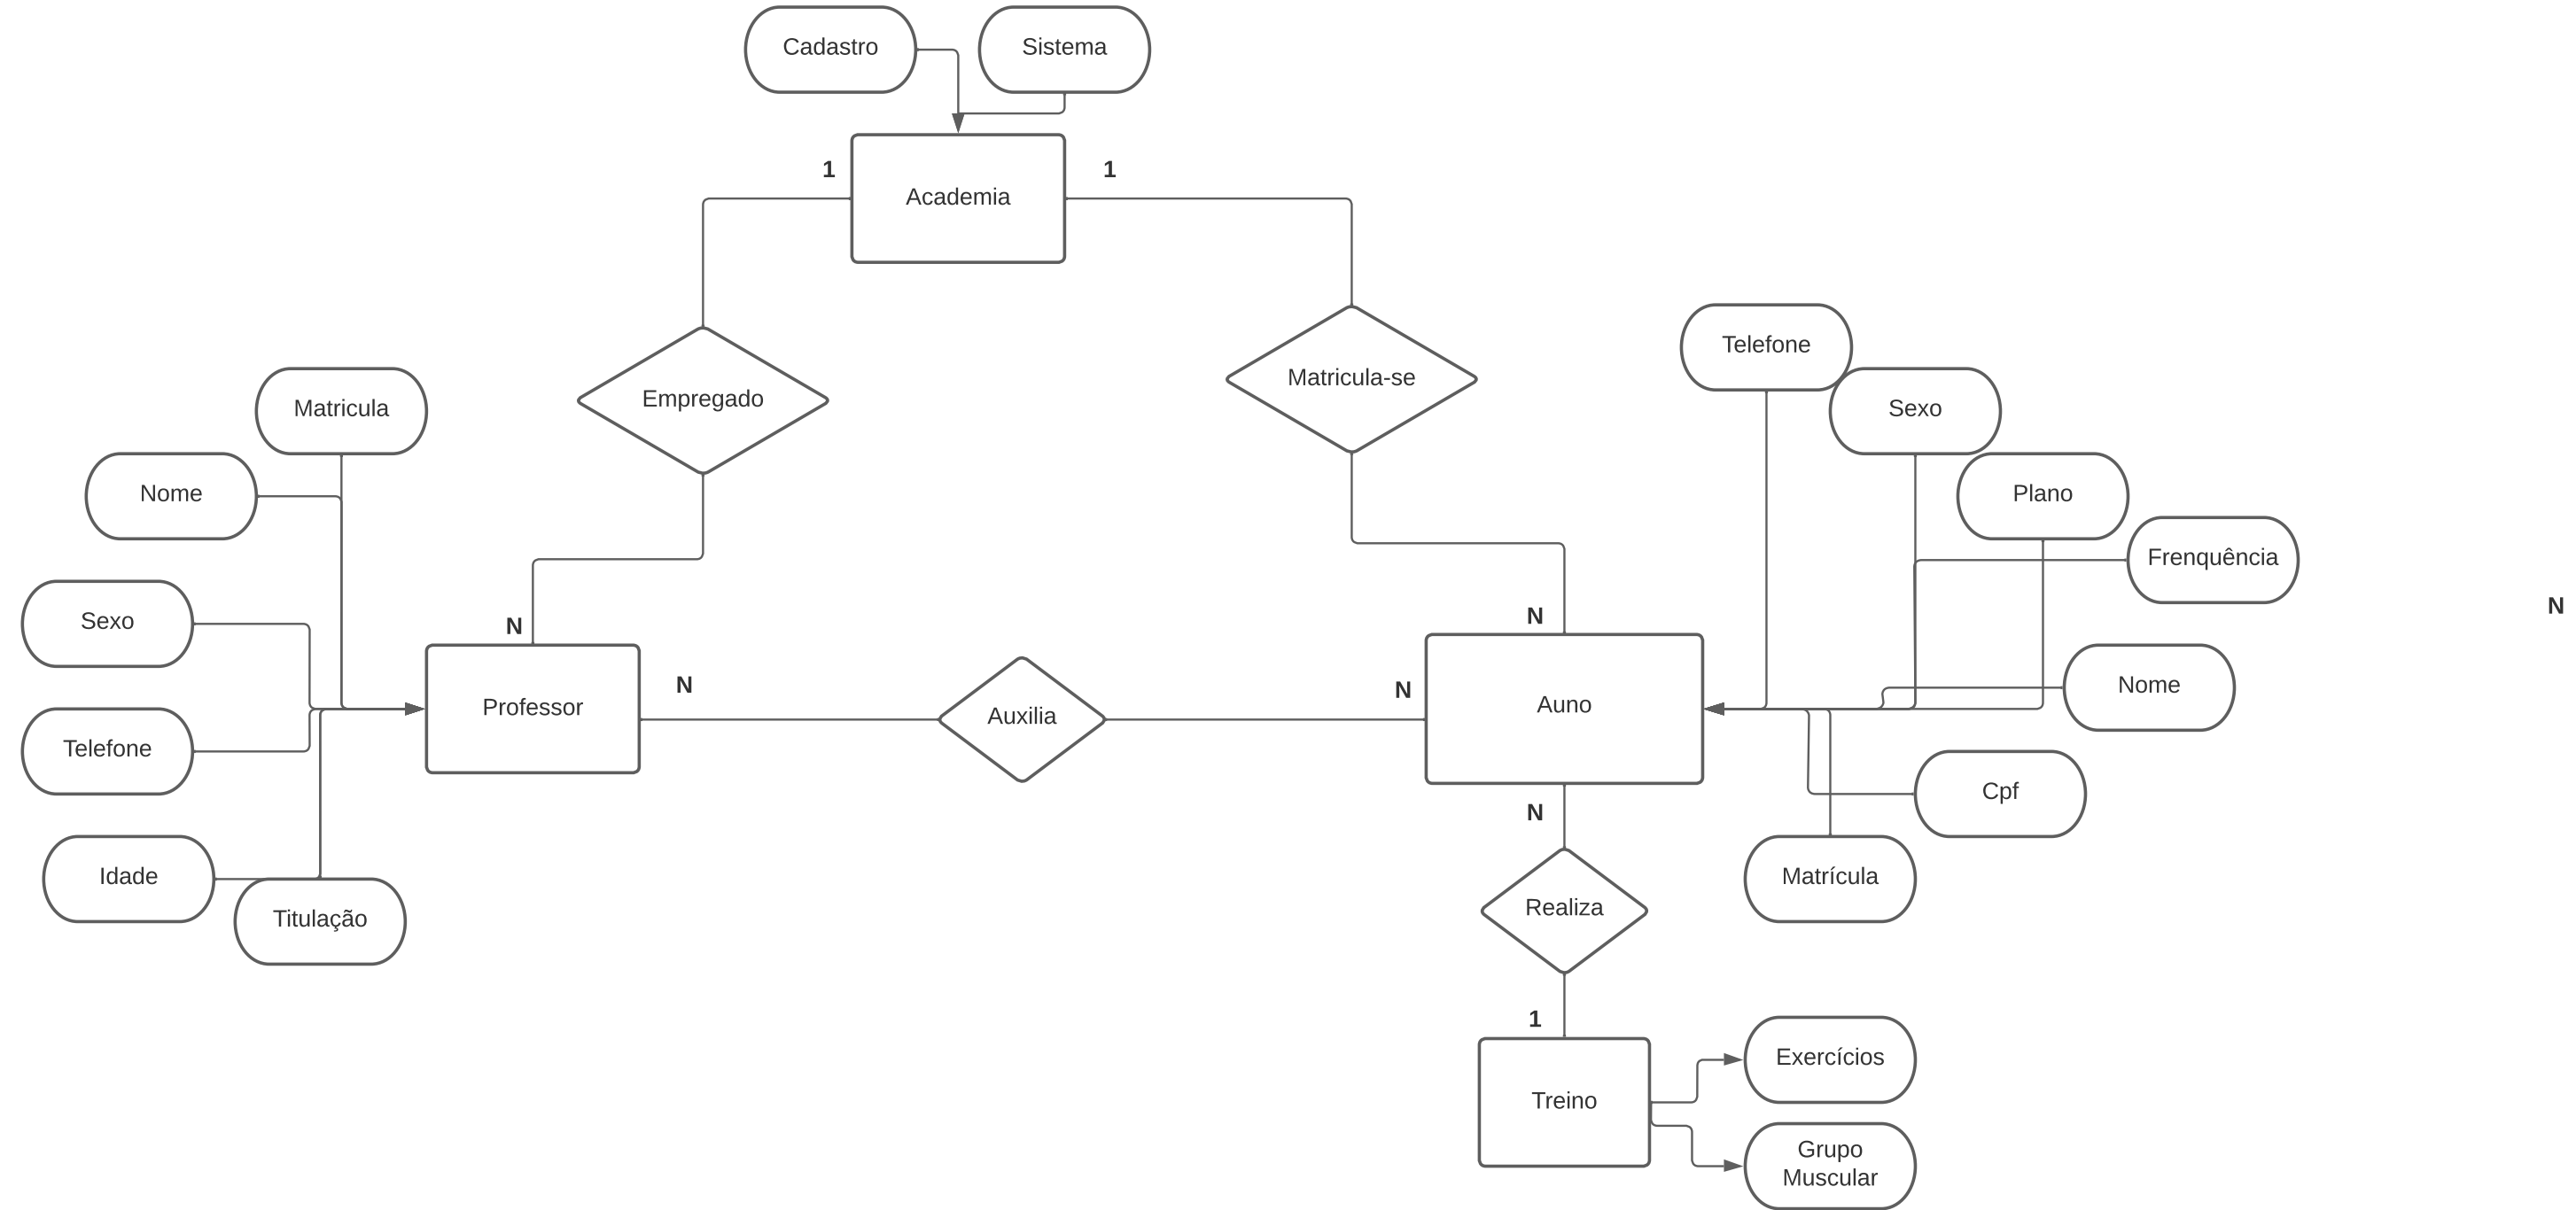 Cadastro
Sistema
1
Academia
1
Empregado
Matricula-se
Telefone
Matricula
Sexo
Nome
Plano
Frenquência
Sexo
N
N
N
Professor
N
Auxilia
N
Auno
Nome
Telefone
Cpf
N
Idade
Titulação
Matrícula
Realiza
1
Treino
Exercícios
Grupo
Muscular